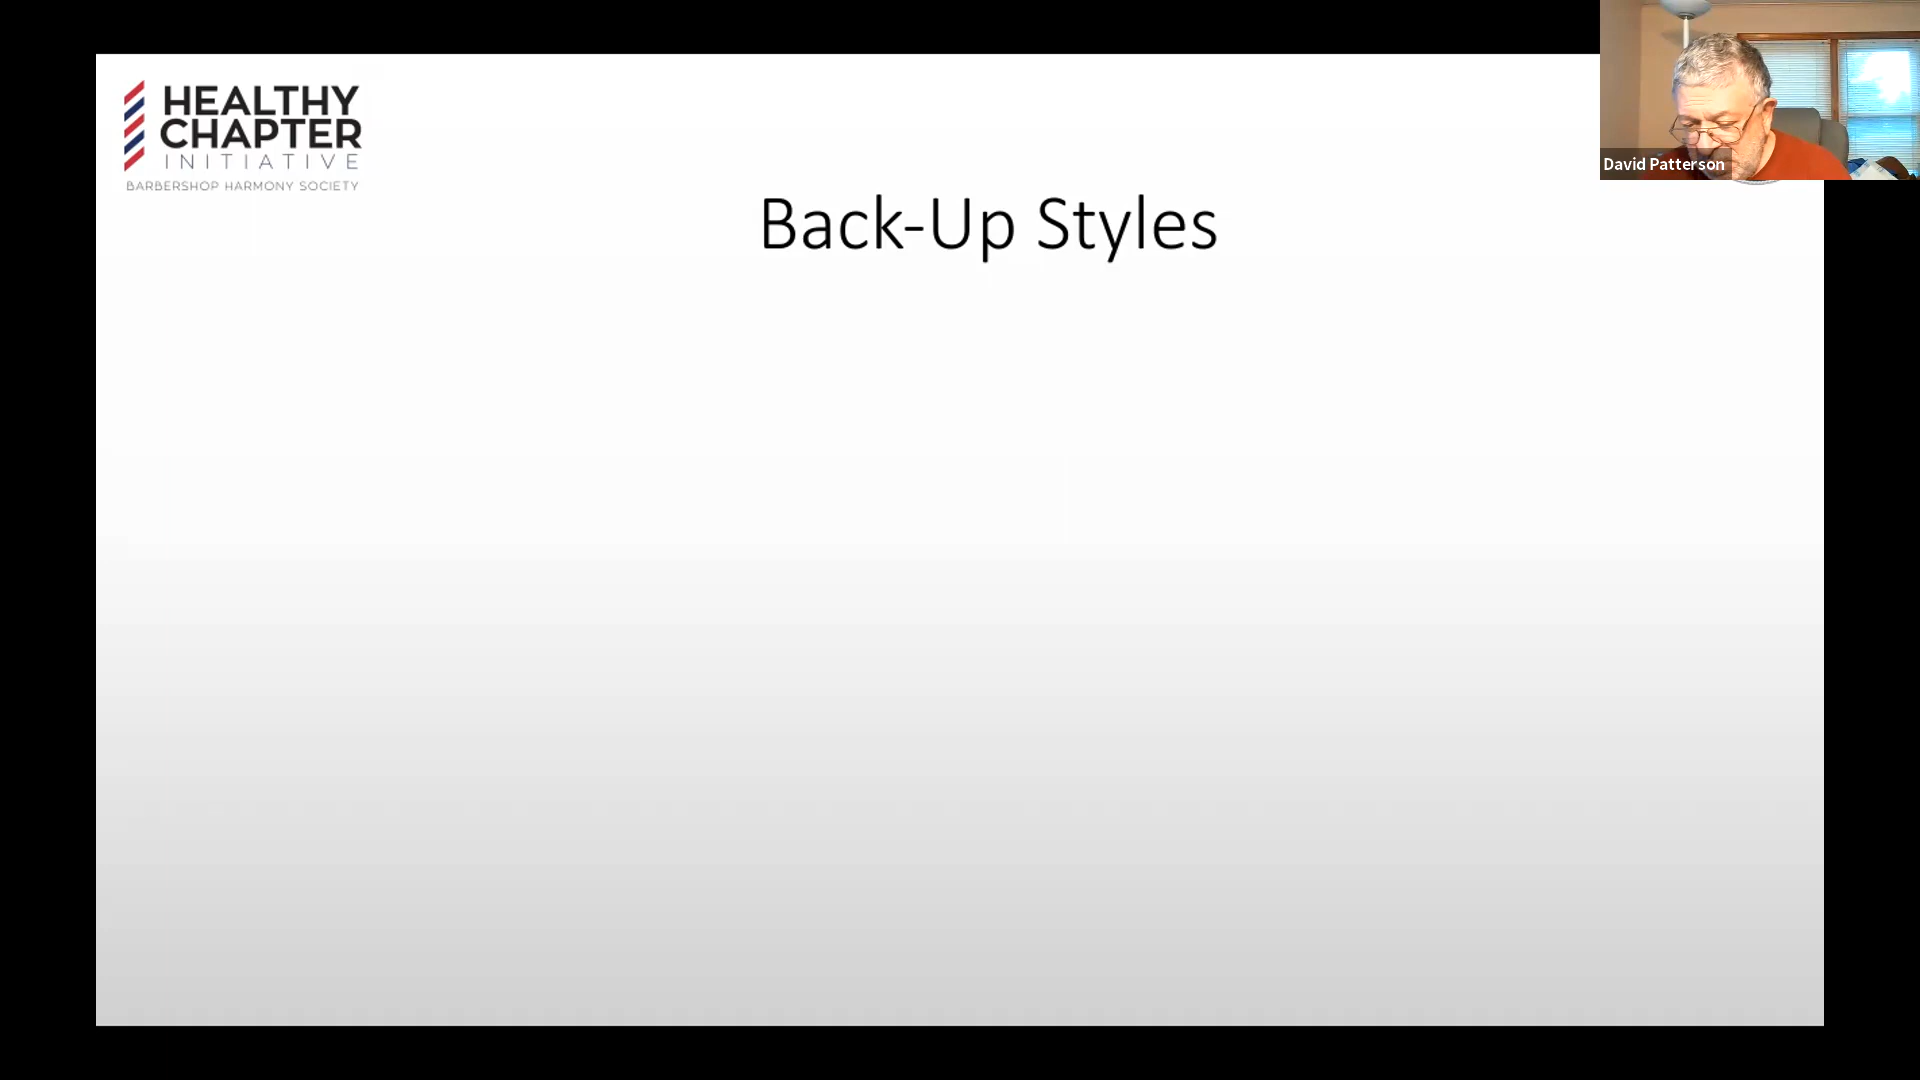 HEALTHY
CHAPTER
INITIATIVE
BARBERSHOP HARMONY SOCIETY
David Patterson
Back-Up Styles